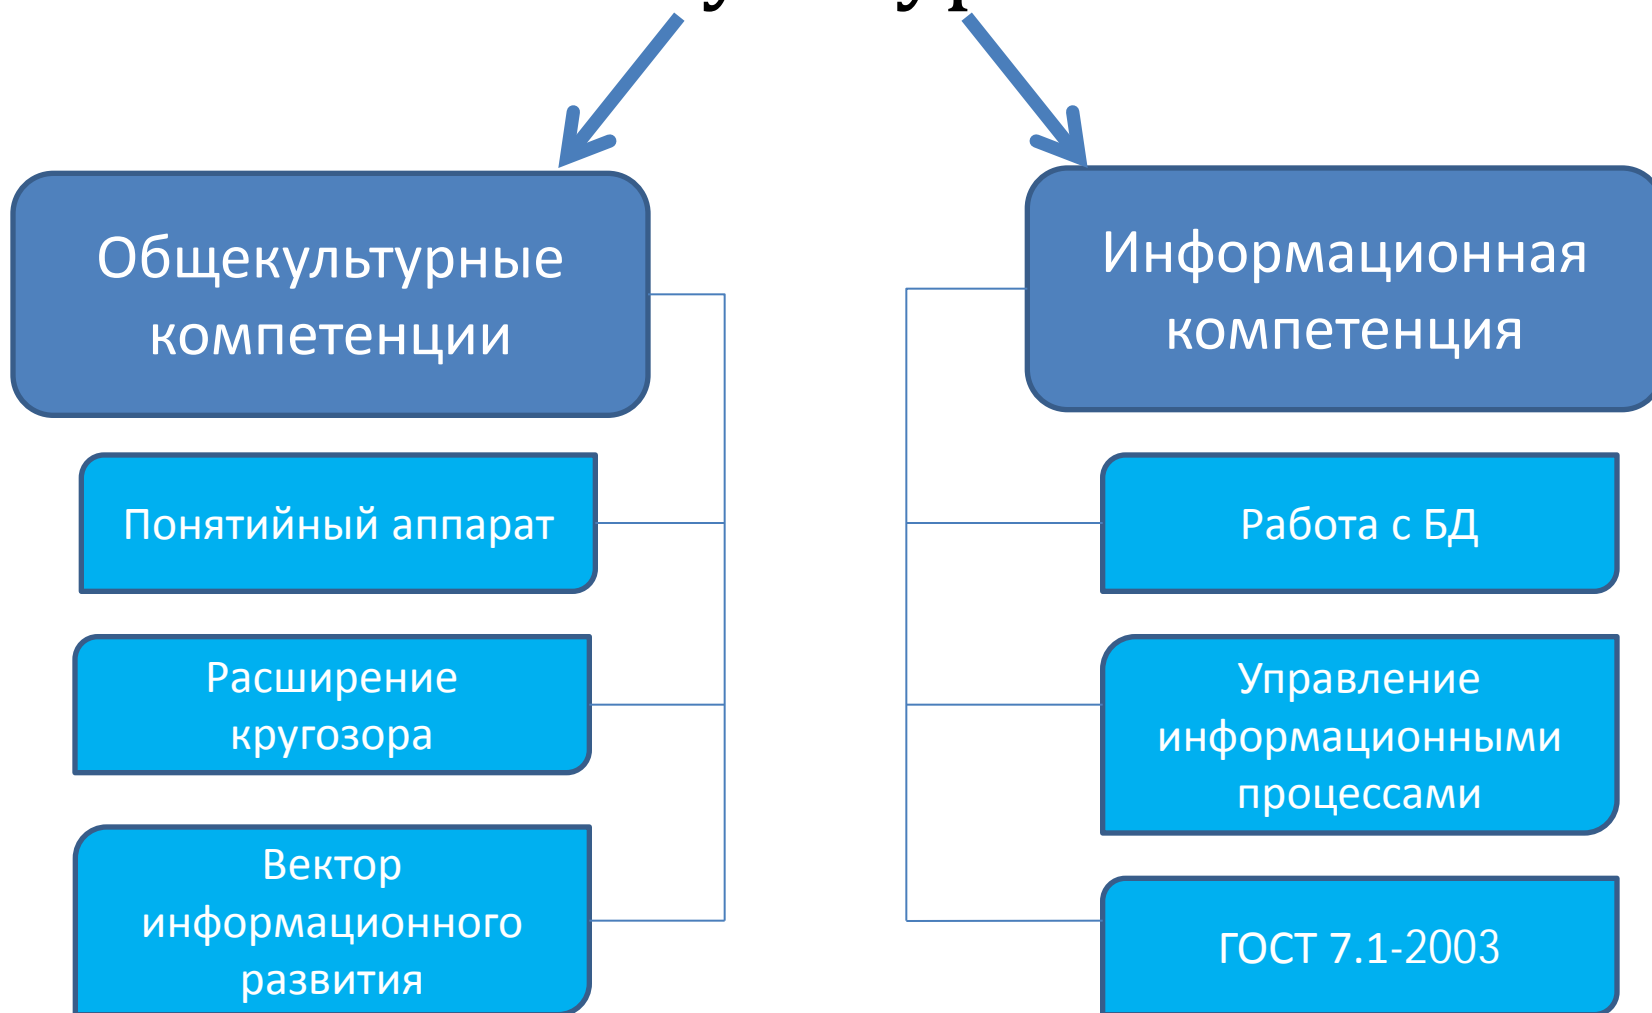 Общекультурные
компетенции
Понятийный аппарат
Расширение
кругозора
Вектор
информационного
развития
Информационная
компетенция
Работа с БД
Управление
информационными
процессами
ГОСТ 7.1-2003